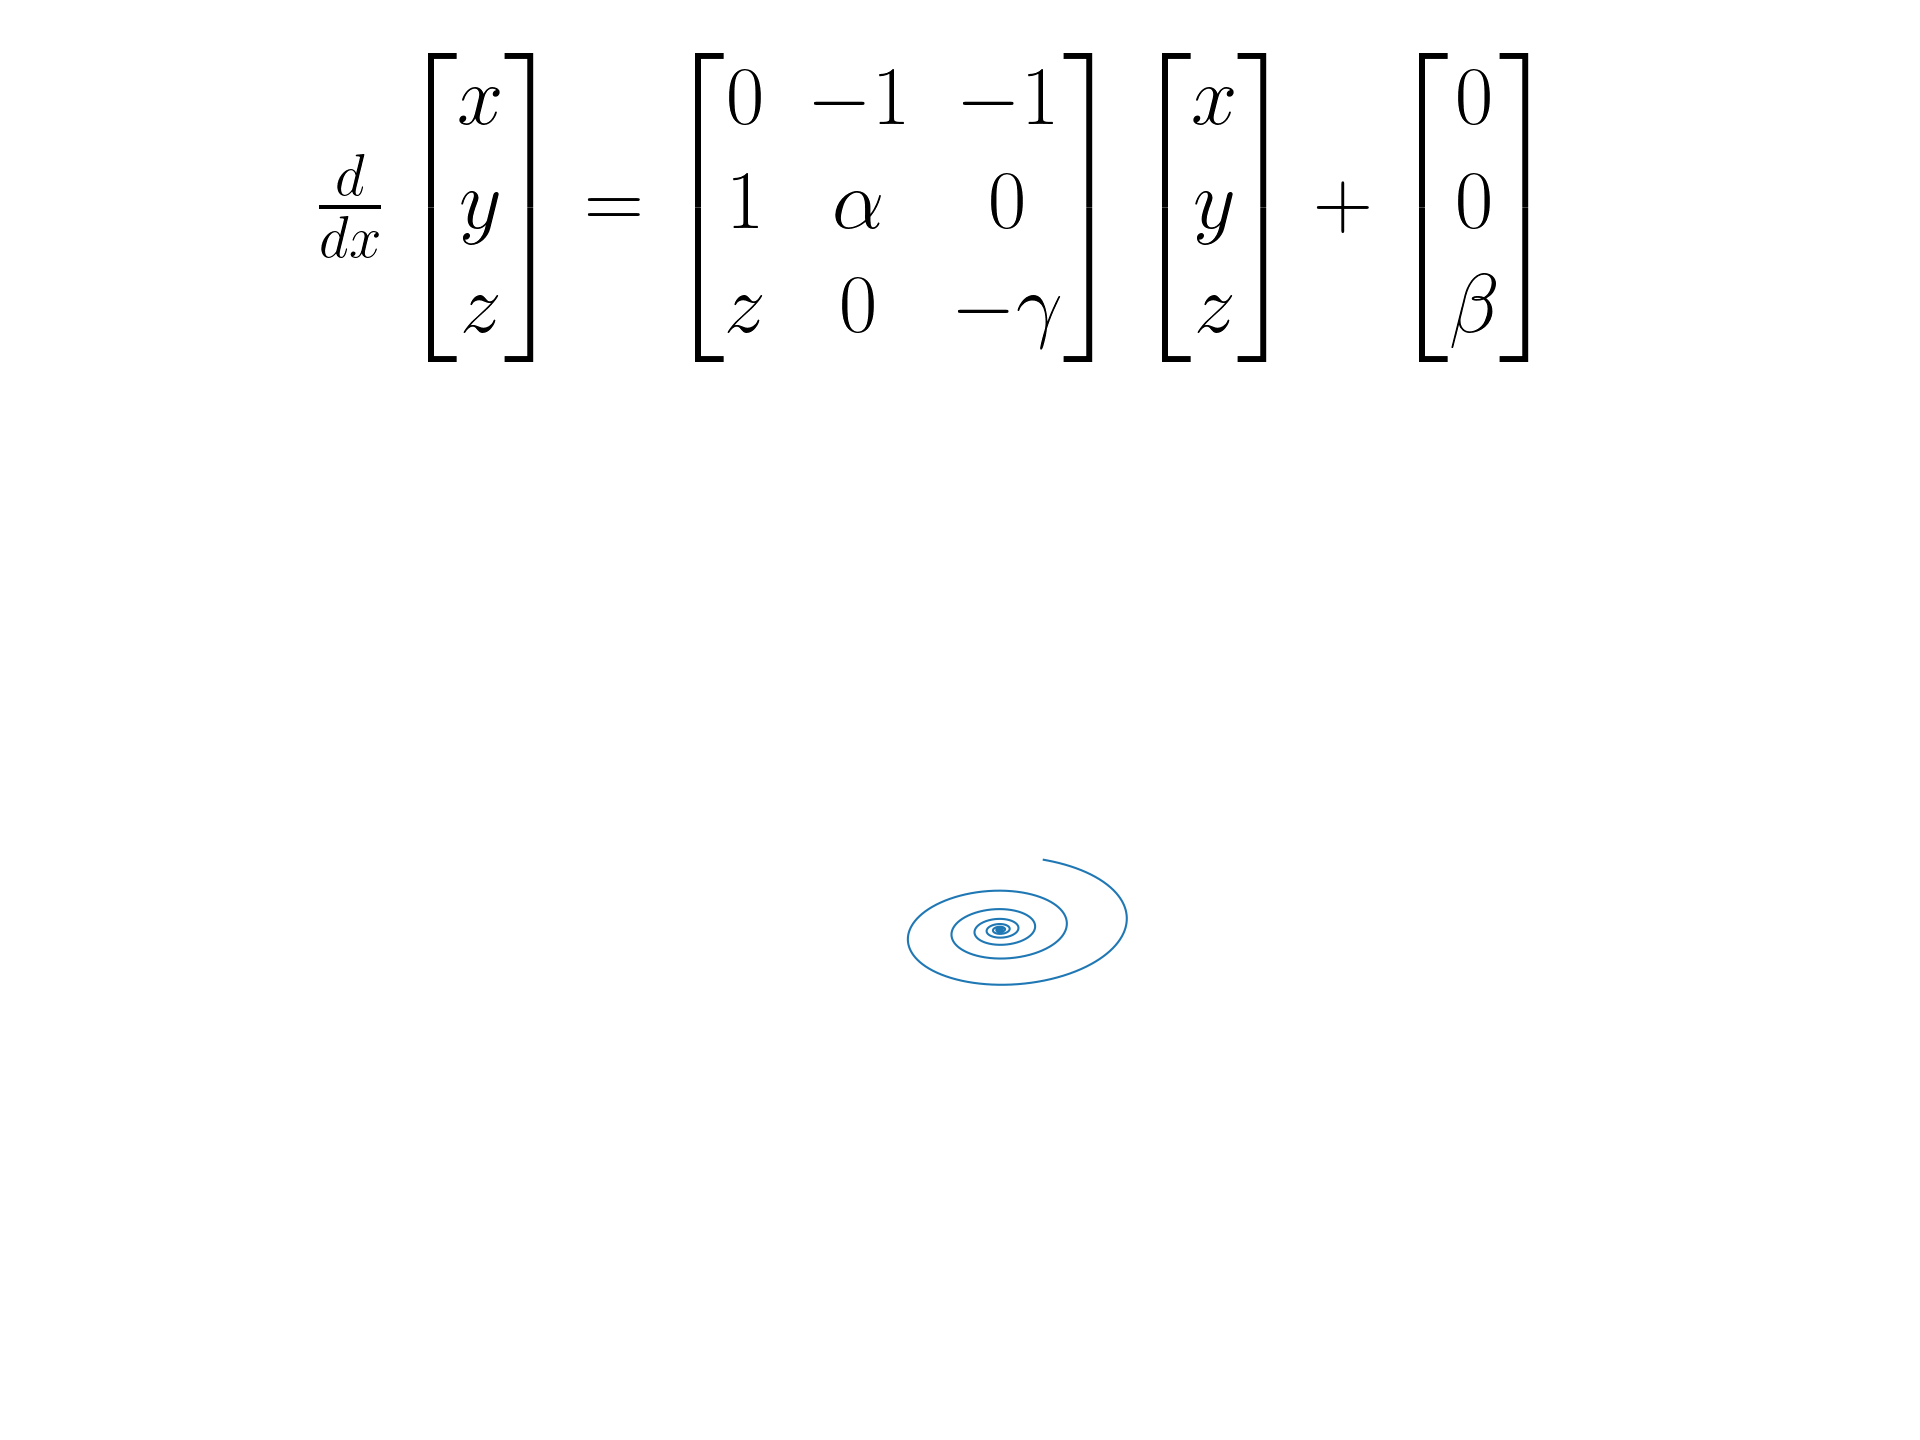 \frac{d}{dx} \begin{bmatrix} x \\ y \\ z \end{bmatrix} = \begin{bmatrix} 0 & -1 & -1 \\ 1 & \alpha & 0 \\ z & 0 & -\gamma \end{bmatrix} \begin{bmatrix} x \\ y \\ z \end{bmatrix} + \begin{bmatrix} 0 \\ 0 \\ \beta \end{bmatrix}